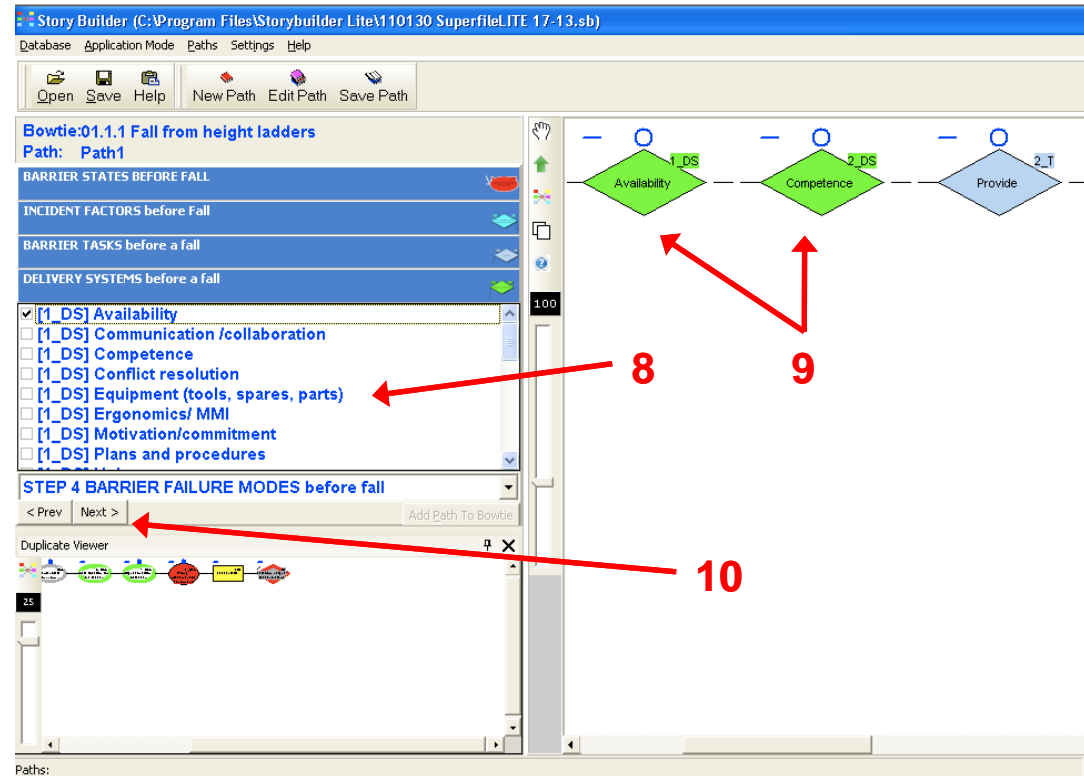 Story Builder (C:\Program Files\Storybuilder Lite\110130 SuperfileLITE 17-13.sb)
Database Application Mode Paths Settings Help
Open Save Help New Path Edit Path Save Path
Bowtie:01.1.1 Fall from height ladders
Path: Path1
BARRIER STATES BEFORE FALL
INCIDENT FACTORS before Fall
BARRIER TASKS before a fall
DELIVERY SYSTEMS before a fall
[1_DS] Availability
[1_DS] Communication /collaboration
[1_DS] Competence
[1_DS] Conflict resolution
[1_DS] Equipment (tools, spares, parts)
[1_DS] Ergonomics/ MMI
[1_DS] Motivation/commitment
[1_DS] Plans and procedures
STEP 4 BARRIER FAILURE MODES before fall
< Prev Next > Add Path To Bowtie
Duplicate Viewer
25
Paths:
100
1_DS
Availability
2_DS
Competence
2_T
Provide
8
9
10